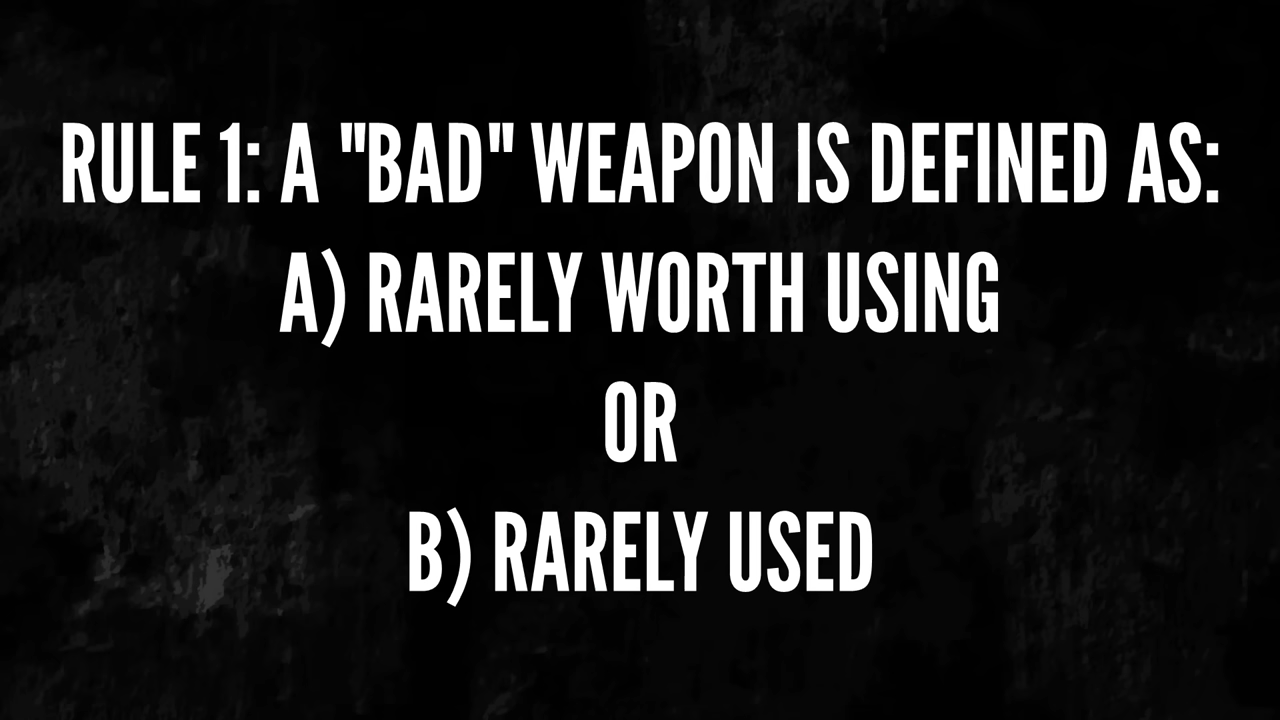 RULE 1: A "BAD" WEAPON IS DEFINED AS:
A) RARELY WORTH USING
OR
B) RARELY USED